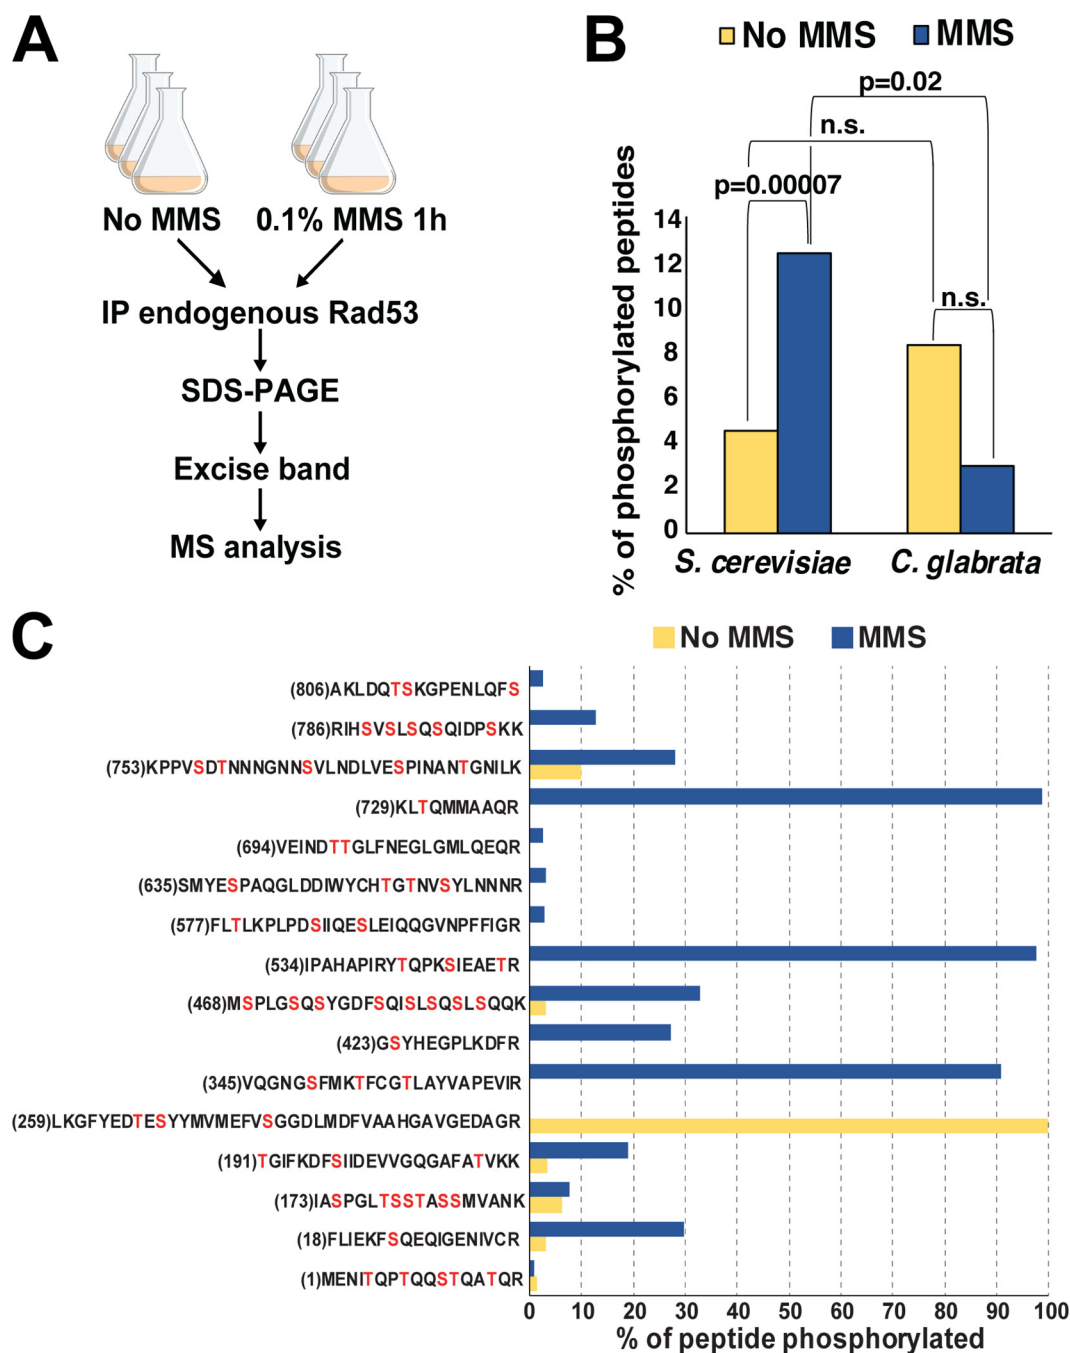 A
No MMS
0.1% MMS 1h
IP endogenous Rad53
SDS-PAGE
Excise band
MS analysis
B
No MMS
MMS
p=0.02
n.s.
p=0.00007
n.s.
% of phosphorylated peptides
14
12
10
8
6
4
2
0
S. cerevisiae
C. glabrata
C
No MMS
MMS
(806)AKLDQTSKGPENLQFS
(786)RIHSVSLSQSQIDPSKK
(753)KPPVSDTNNNGNNSVLNDLVESPINANTGNILK
(729)KLTQMMAAQR
(694)VEINDTTGLFNEGLGMLQEQR
(635)SMYESPAQGLDDIWYCHTGTNVSYLNNNR
(577)FLTLKPLPDSIIQESLEIQQGVNPFFIGR
(534)IPAHAPIRYTQPKSIEAETR
(468)MSPLGSQSYGDFSQISLSQSLSQQK
(423)GSYHEGPLKDFR
(345)VQGNGSFMKTFCGTLAYVAPEVIR
(259)LKGFYEDTESYYMVMEFVSGGDLMDFVAAHGAVGEDAGR
(191)TGIFKDFSIIDEVVGQGAFATVKK
(173)IASPGLTSSTASSMVANK
(18)FLIEKFSQEQIGENIVCR
(1)MENITQPTQQSTQATQR
0 10 20 30 40 50 60 70 80 90 100
% of peptide phosphorylated